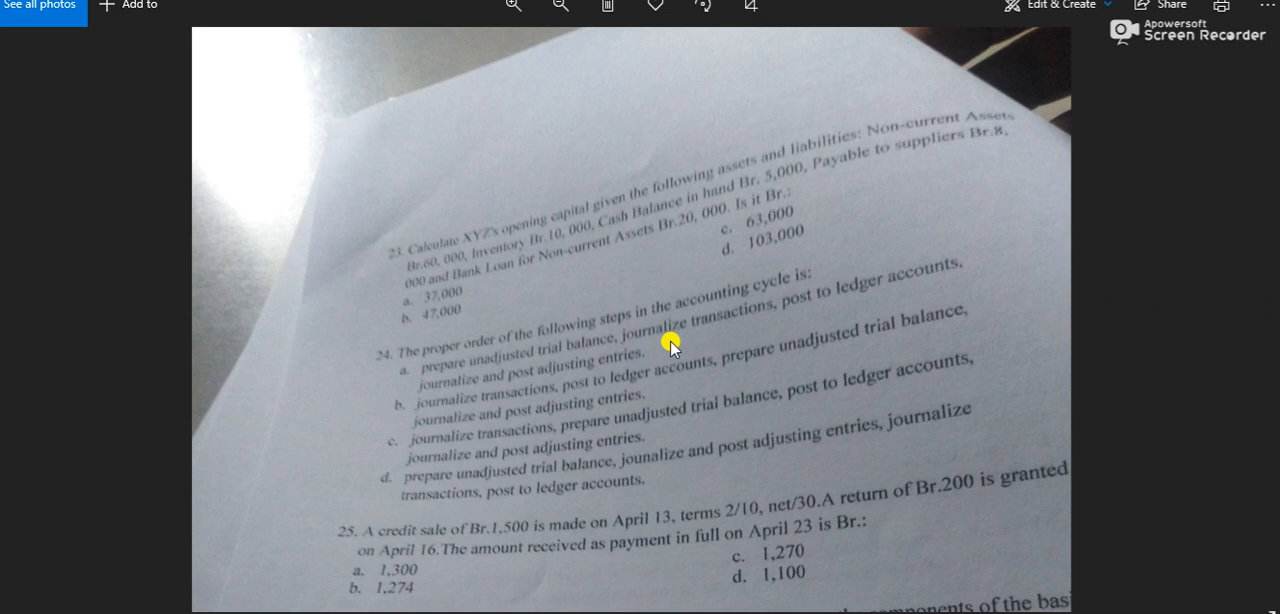 See all photos
Add to
Edit & Create
Share
Apowersoft
Screen Recorder
23. Calculate XYZ's opening capital given the following assets and liabilities: Non-current Assets
Br.60, 000, Inventory Br.10, 000, Cash Balance in hand Br. 5,000, Payable to suppliers Br.8,
000 and Bank Loan for Non-current Assets Br.20, 000. Is it Br.:
a. 37,000
b. 47,000
c. 63,000
d. 103,000
24. The proper order of the following steps in the accounting cycle is:
a. prepare unadjusted trial balance, journalize transactions, post to ledger accounts,
journalize and post adjusting entries.
b. journalize transactions, post to ledger accounts, prepare unadjusted trial balance,
journalize and post adjusting entries.
c. journalize transactions, prepare unadjusted trial balance, post to ledger accounts,
journalize and post adjusting entries.
d. prepare unadjusted trial balance, jounalize and post adjusting entries, journalize
transactions, post to ledger accounts.
25. A credit sale of Br.1,500 is made on April 13, terms 2/10, net/30.A return of Br.200 is granted
on April 16.The amount received as payment in full on April 23 is Br.:
a. 1,300
b. 1,274
c. 1,270
d. 1,100
of the bas